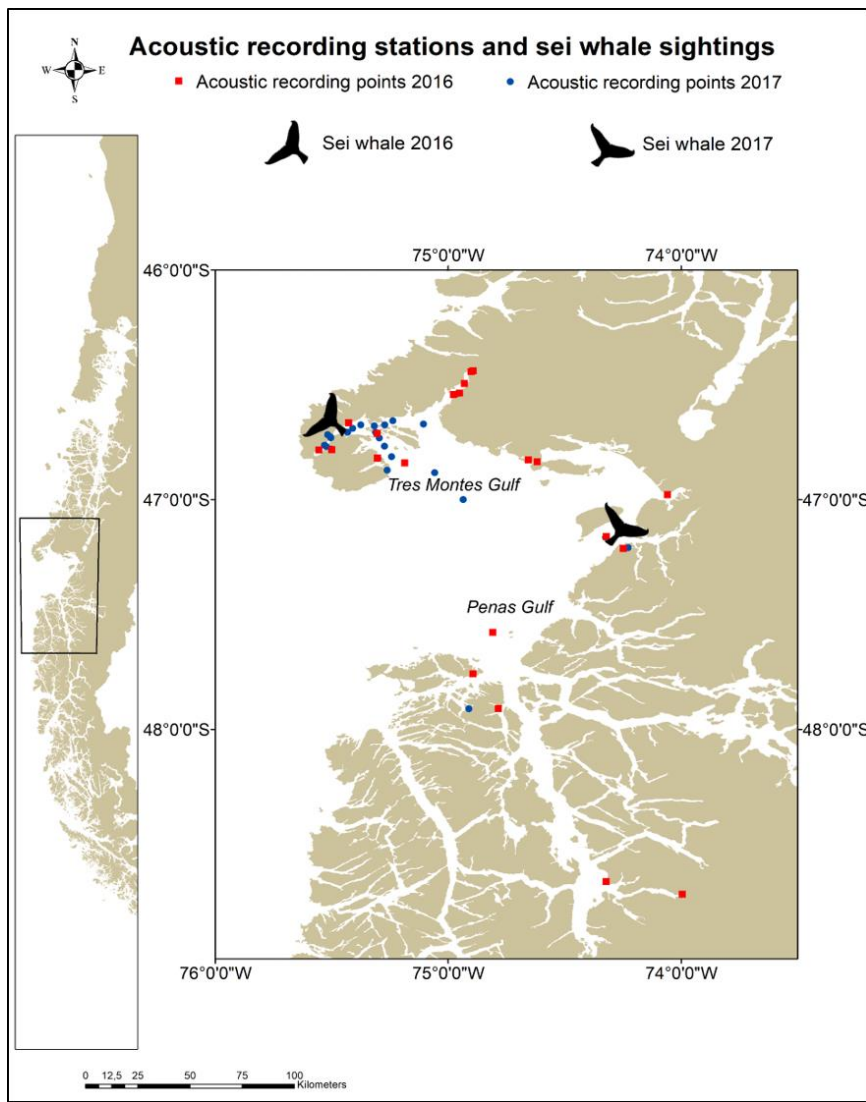 Acoustic recording stations and sei whale sightings
N
W E
S
Acoustic recording points 2016
Acoustic recording points 2017
Sei whale 2016
Sei whale 2017
75°0'0"W 74°0'0"W
46°0'0"S
47°0'0"S 47°0'0"S
Tres Montes Gulf
Penas Gulf
48°0'0"S 48°0'0"S
76°0'0"W 75°0'0"W 74°0'0"W
0 12,5 25 50 75 100
Kilometers